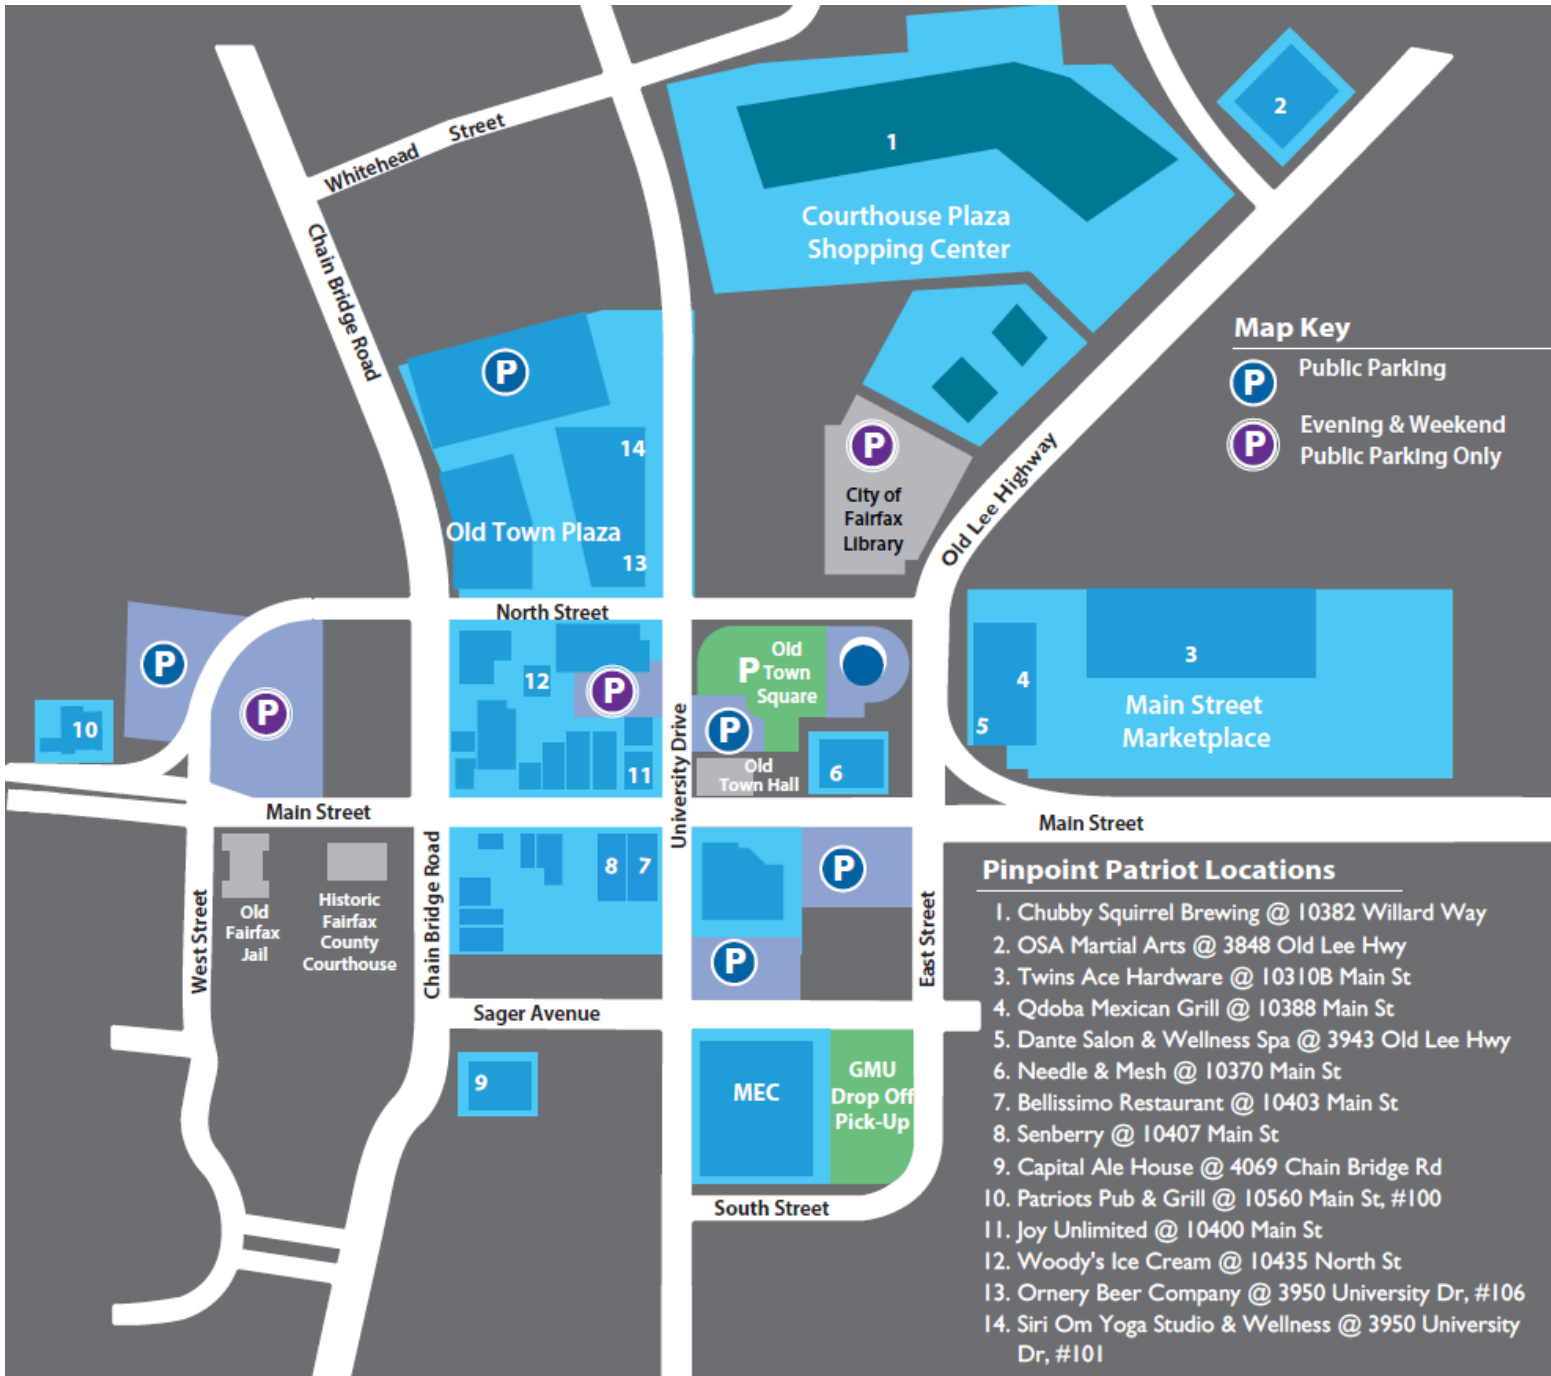 1
2
Whitehead Street
Courthouse Plaza
Shopping Center
Chain Bridge Road
Map Key
P
Public Parking
P
Evening & Weekend
Public Parking Only
P
14
Old Town Plaza
13
P
City of
Fairfax
Library
Old Lee Highway
North Street
P
P
10
12
P
11
University Drive
P
Old
Town
Square
P
Old
Town Hall
6
3
4
5
Main Street
Marketplace
Main Street
Main Street
West Street
Old
Fairfax
Jail
Historic
Fairfax
County
Courthouse
Chain Bridge Road
8
7
P
P
East Street
Sager Avenue
9
MEC
GMU
Drop Off
Pick-Up
South Street
Pinpoint Patriot Locations
1. Chubby Squirrel Brewing @ 10382 Willard Way
2. OSA Martial Arts @ 3848 Old Lee Hwy
3. Twins Ace Hardware @ 10310B Main St
4. Qdoba Mexican Grill @ 10388 Main St
5. Dante Salon & Wellness Spa @ 3943 Old Lee Hwy
6. Needle & Mesh @ 10370 Main St
7. Bellissimo Restaurant @ 10403 Main St
8. Senberry @ 10407 Main St
9. Capital Ale House @ 4069 Chain Bridge Rd
10. Patriots Pub & Grill @ 10560 Main St, #100
11. Joy Unlimited @ 10400 Main St
12. Woody's Ice Cream @ 10435 North St
13. Ornery Beer Company @ 3950 University Dr, #106
14. Siri Om Yoga Studio & Wellness @ 3950 University
Dr, #101